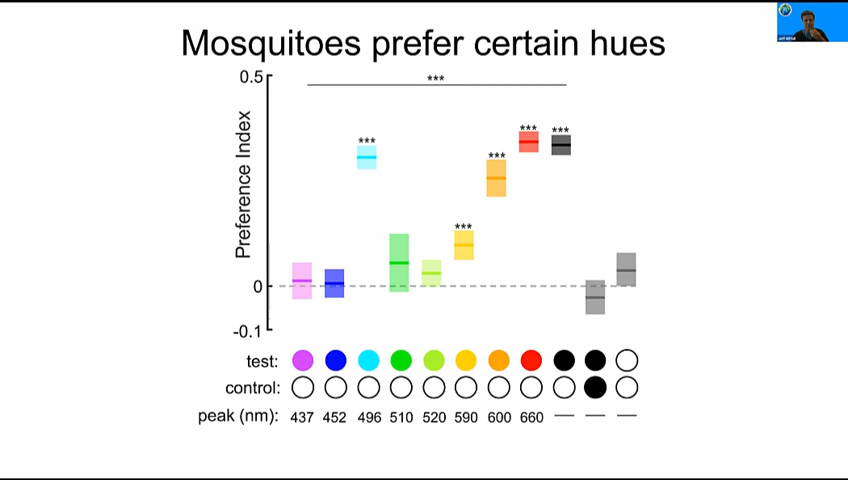 Mosquitoes prefer certain hues
0.5
***
***
***
***
***
***
Preference Index
0
-0.1
test:
control:
peak (nm): 437 452 496 510 520 590 600 660 — — —